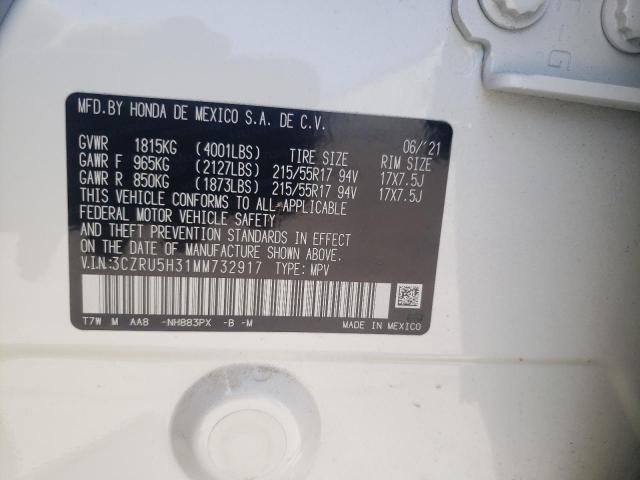 MFD.BY HONDA DE MEXICO S.A. DE C.V.
06/'21
GVWR 1815KG (4001LBS) TIRE SIZE RIM SIZE
GAWR F 965KG (2127LBS) 215/55R17 94V 17X7.5J
GAWR R 850KG (1873LBS) 215/55R17 94V 17X7.5J
THIS VEHICLE CONFORMS TO ALL APPLICABLE
FEDERAL MOTOR VEHICLE SAFETY
AND THEFT PREVENTION STANDARDS IN EFFECT
ON THE DATE OF MANUFACTURE SHOWN ABOVE.
V.I.N.:3CZRU5H31MM732917 TYPE: MPV
T7W M AA8 -NH883PX -B -M
MADE IN MEXICO